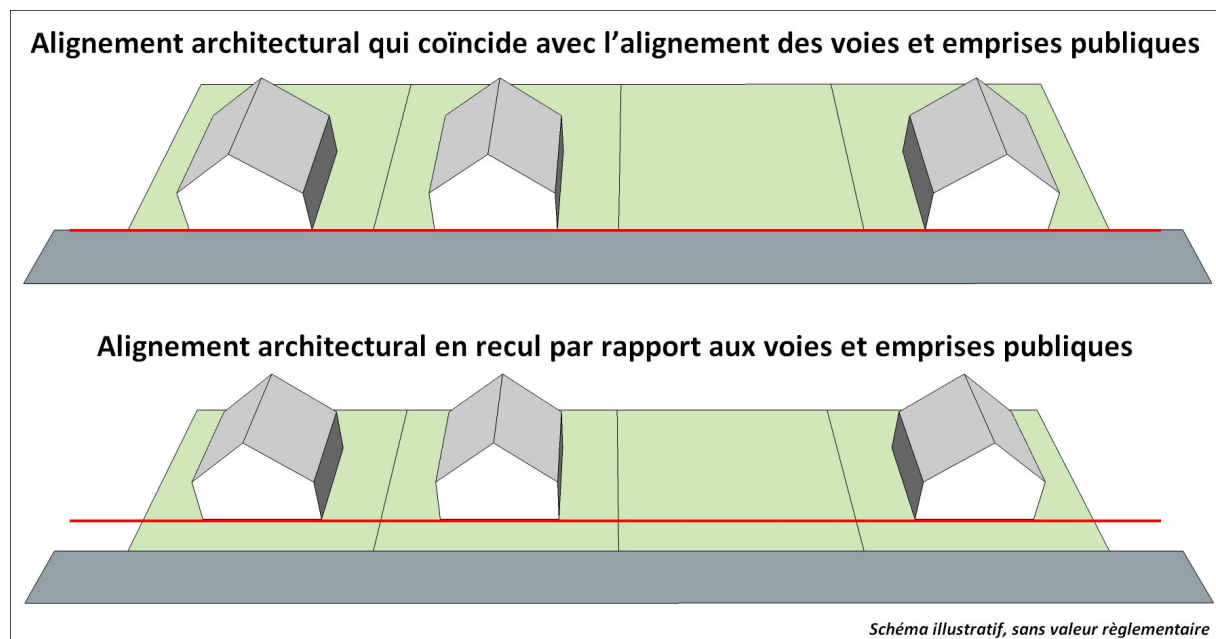 Alignement architectural qui coïncide avec l’alignement des voies et emprises publiques
Alignement architectural en recul par rapport aux voies et emprises publiques
Schéma illustratif, sans valeur règlementaire